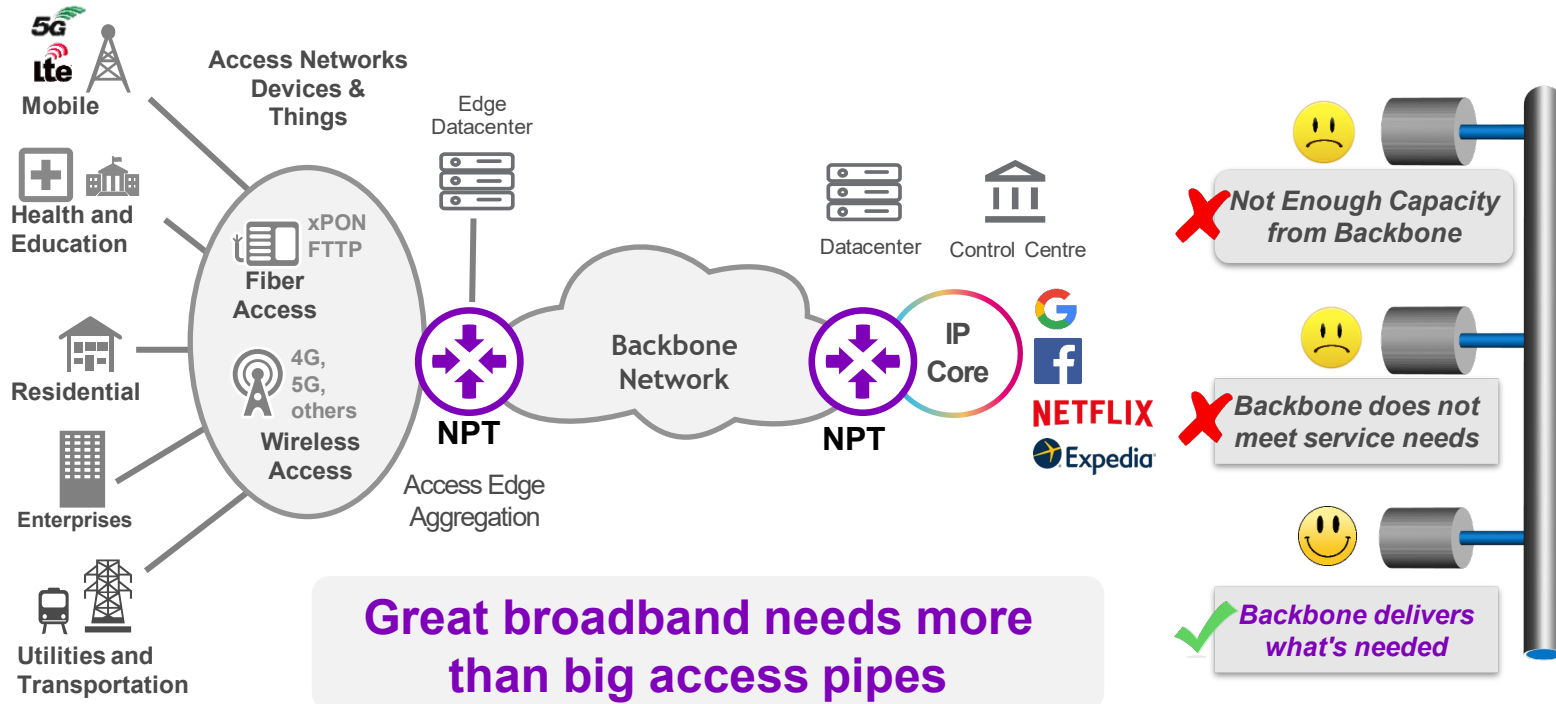 5G
lte
Mobile
Access Networks
Devices &
Things
Health and
Education
xPON
FTTP
Fiber
Access
Residential
4G,
5G,
others
Wireless
Access
Enterprises
Utilities and
Transportation
Edge
Datacenter
NPT
Access Edge
Aggregation
Backbone
Network
Datacenter
Control Centre
NPT
IP
Core
G
f
NETFLIX
Expedia
Great broadband needs more
than big access pipes
Not Enough Capacity
from Backbone
Backbone does not
meet service needs
Backbone delivers
what's needed